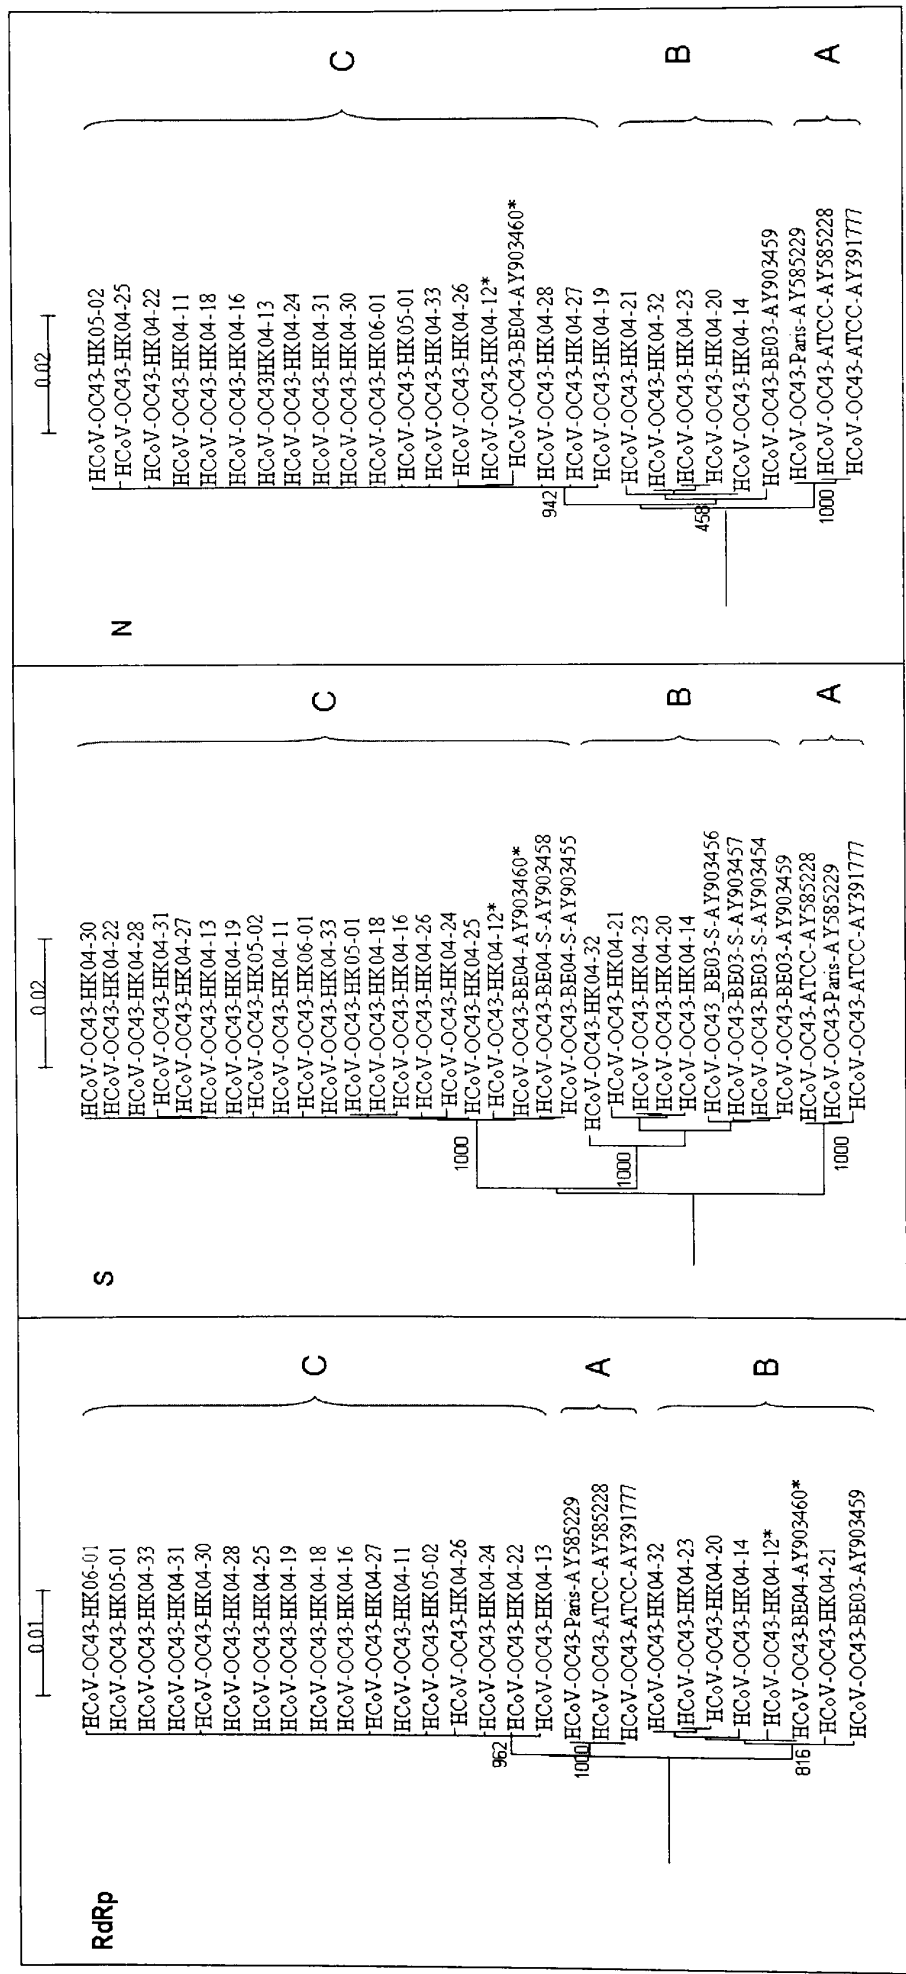 RdRp
0.01
HCoV-OC43-HK06-01
HCoV-OC43-HK05-01
HCoV-OC43-HK04-33
HCoV-OC43-HK04-31
HCoV-OC43-HK04-30
HCoV-OC43-HK04-28
HCoV-OC43-HK04-25
HCoV-OC43-HK04-19
HCoV-OC43-HK04-18
HCoV-OC43-HK04-16
HCoV-OC43-HK04-27
HCoV-OC43-HK04-11
HCoV-OC43-HK05-02
HCoV-OC43-HK04-26
HCoV-OC43-HK04-24
HCoV-OC43-HK04-22
HCoV-OC43-HK04-13
962
C
HCoV-OC43-Paris-AY585229
HCoV-OC43-ATCC-AY585228
HCoV-OC43-ATCC-AY391777
1000
A
HCoV-OC43-HK04-32
HCoV-OC43-HK04-23
HCoV-OC43-HK04-20
HCoV-OC43-HK04-14
HCoV-OC43-HK04-12*
HCoV-OC43-BE04-AY903460*
HCoV-OC43-HK04-21
HCoV-OC43-BE03-AY903459
816
B
S
0.02
HCoV-OC43-HK04-30
HCoV-OC43-HK04-22
HCoV-OC43-HK04-28
HCoV-OC43-HK04-31
HCoV-OC43-HK04-27
HCoV-OC43-HK04-13
HCoV-OC43-HK04-19
HCoV-OC43-HK05-02
HCoV-OC43-HK04-11
HCoV-OC43-HK06-01
HCoV-OC43-HK04-33
HCoV-OC43-HK05-01
HCoV-OC43-HK04-18
HCoV-OC43-HK04-16
HCoV-OC43-HK04-26
HCoV-OC43-HK04-24
HCoV-OC43-HK04-25
HCoV-OC43-HK04-12*
HCoV-OC43-BE04-AY903460*
HCoV-OC43-BE04-S-AY903458
HCoV-OC43-BE04-S-AY903455
1000
C
HCoV-OC43-HK04-32
HCoV-OC43-HK04-21
HCoV-OC43-HK04-23
HCoV-OC43-HK04-20
HCoV-OC43-HK04-14
HCoV-OC43_BE03-S-AY903456
HCoV-OC43-BE03-S-AY903457
HCoV-OC43-BE03-S-AY903454
HCoV-OC43-BE03-AY903459
1000
B
HCoV-OC43-ATCC-AY585228
HCoV-OC43-Paris-AY585229
HCoV-OC43-ATCC-AY391777
1000
A
N
0.02
HCoV-OC43-HK05-02
HCoV-OC43-HK04-25
HCoV-OC43-HK04-22
HCoV-OC43-HK04-11
HCoV-OC43-HK04-18
HCoV-OC43-HK04-16
HCoV-OC43HK04-13
HCoV-OC43-HK04-24
HCoV-OC43-HK04-31
HCoV-OC43-HK04-30
HCoV-OC43-HK06-01
HCoV-OC43-HK05-01
HCoV-OC43-HK04-33
HCoV-OC43-HK04-26
HCoV-OC43-HK04-12*
HCoV-OC43-BE04-AY903460*
HCoV-OC43-HK04-28
HCoV-OC43-HK04-27
HCoV-OC43-HK04-19
942
C
HCoV-OC43-HK04-21
HCoV-OC43-HK04-32
HCoV-OC43-HK04-23
HCoV-OC43-HK04-20
HCoV-OC43-HK04-14
HCoV-OC43-BE03-AY903459
458
B
HCoV-OC43-Paris-AY585229
HCoV-OC43-ATCC-AY585228
HCoV-OC43-ATCC-AY391777
1000
A